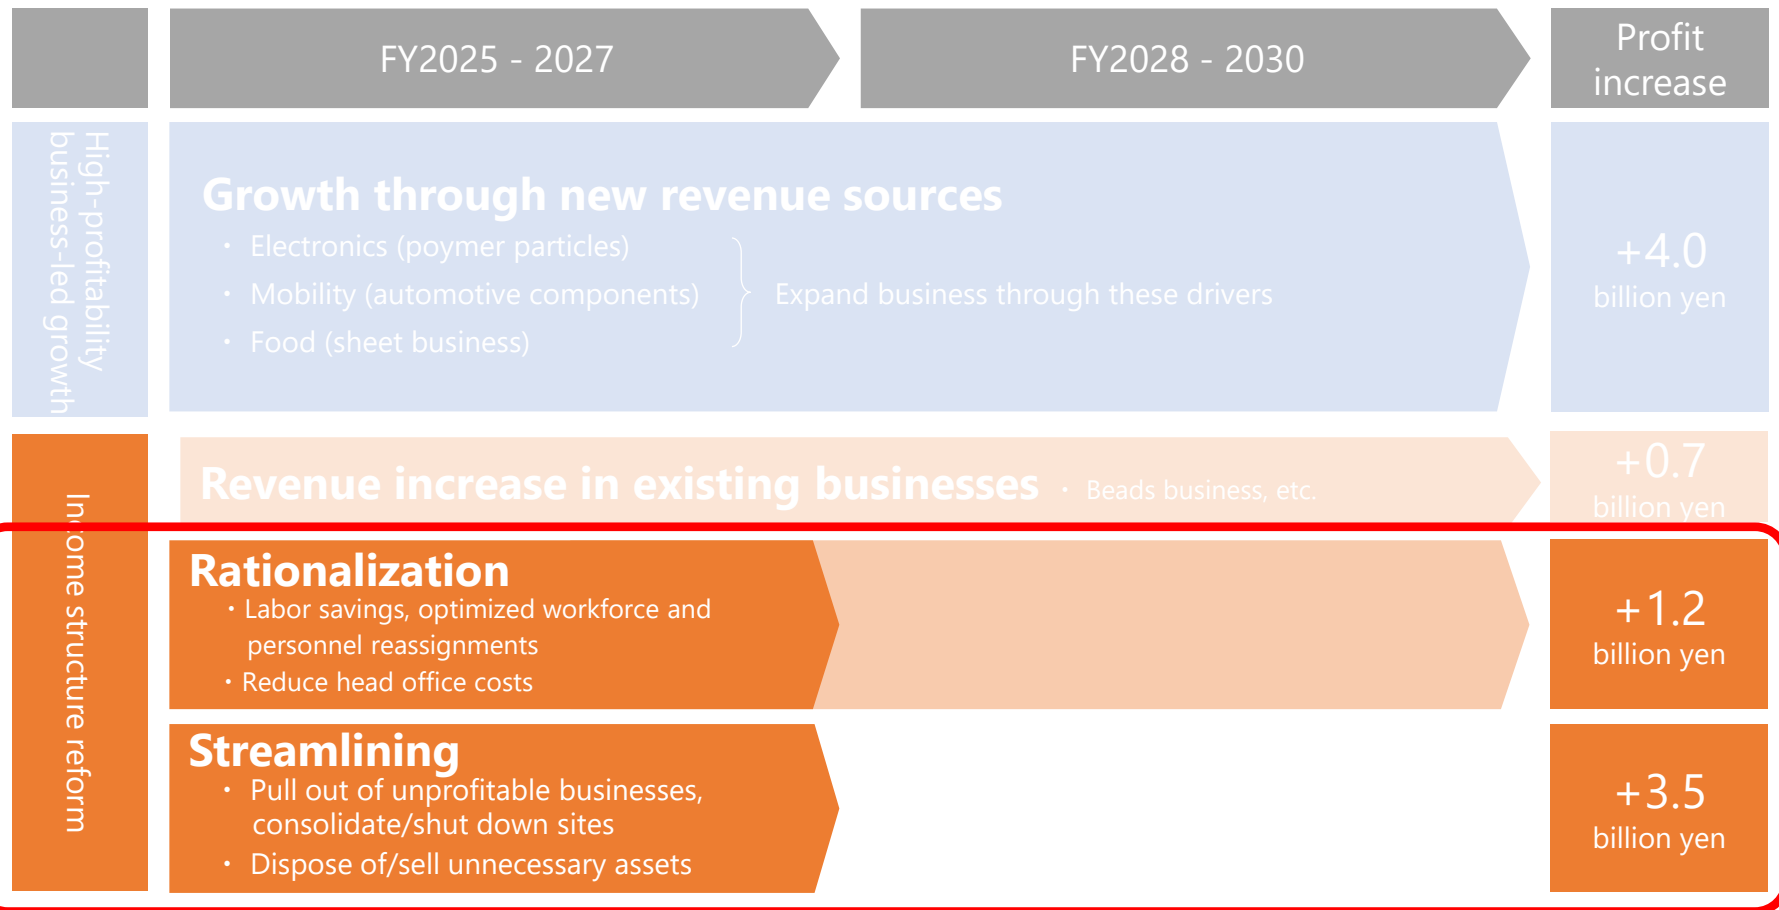 FY2025 - 2027
FY2028 - 2030
Profit
increase
High-profitability
business-led growth
Growth through new revenue sources
・ Electronics (poymer particles)
・ Mobility (automotive components)
・ Food (sheet business)
Expand business through these drivers
+4.0
billion yen
Income structure reform
Revenue increase in existing businesses ・ Beads business, etc.
+0.7
billion yen
Rationalization
・Labor savings, optimized workforce and
personnel reassignments
・Reduce head office costs
+1.2
billion yen
Streamlining
・ Pull out of unprofitable businesses,
consolidate/shut down sites
・ Dispose of/sell unnecessary assets
+3.5
billion yen